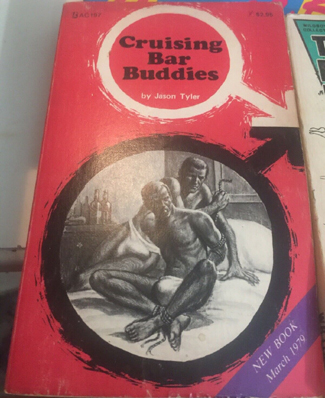 Cruising
Bar
Buddies
by Jason Tyler
NEW BOOK
March 1979